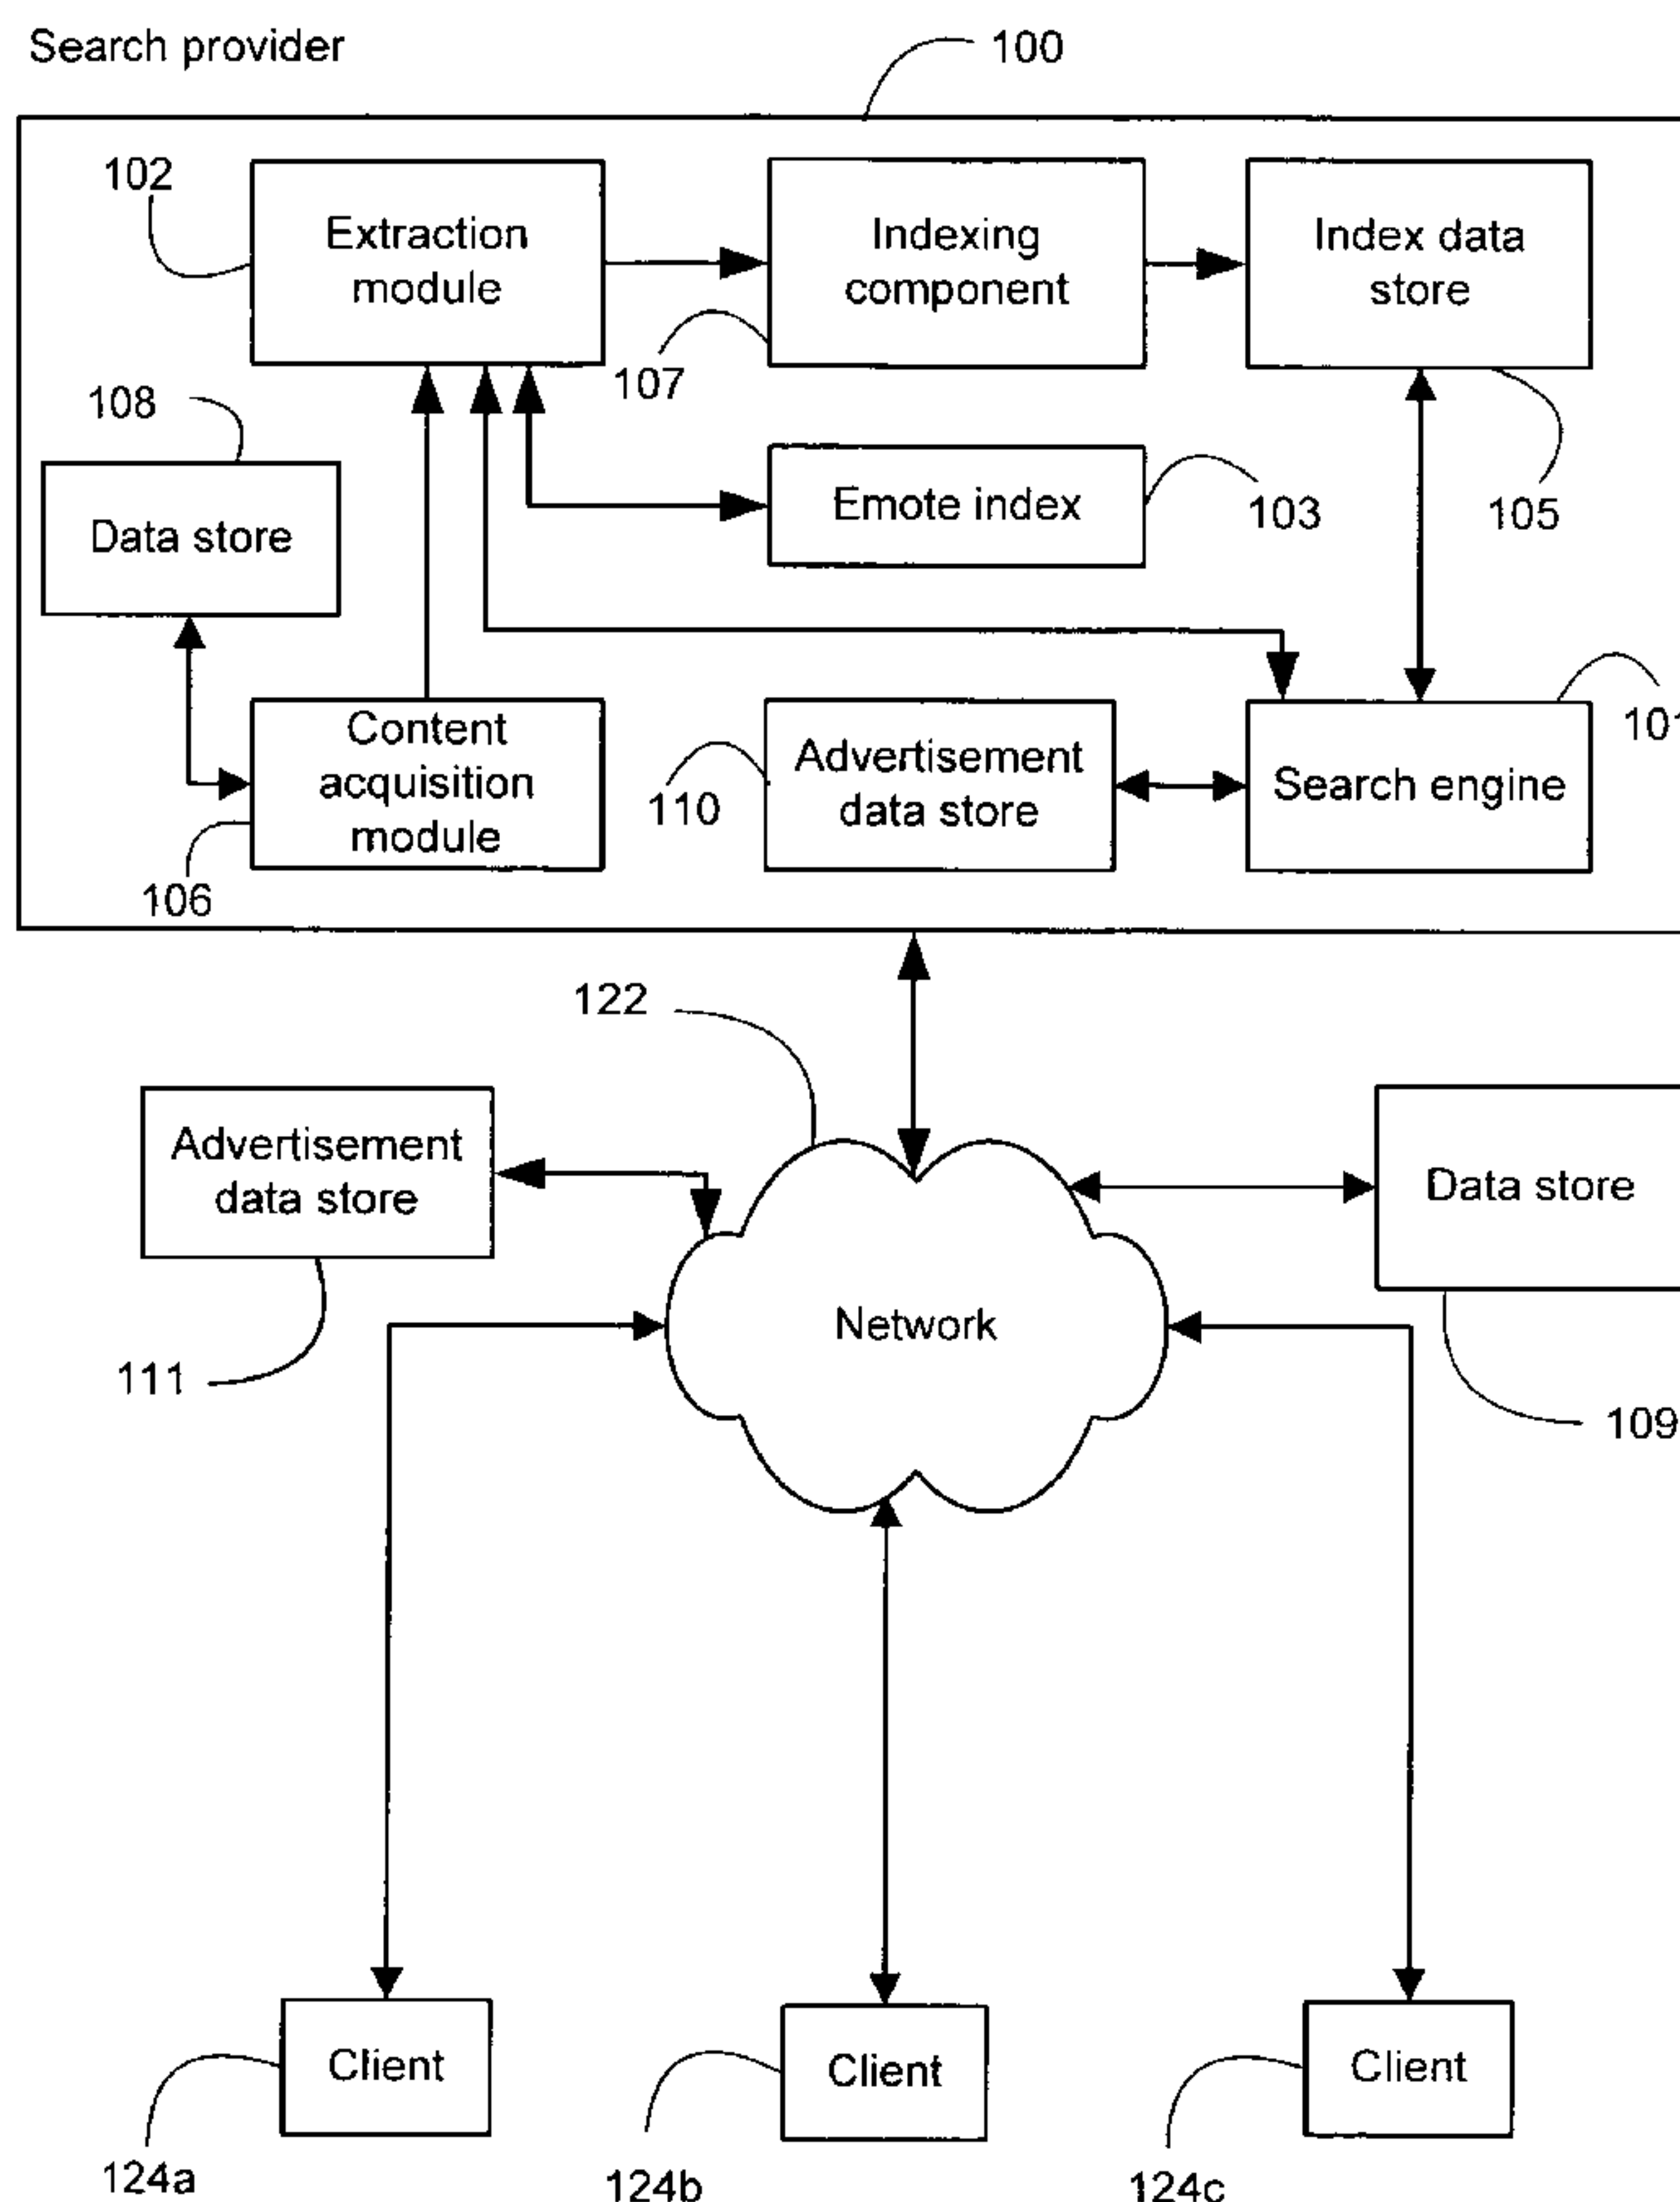 Search provider
100
102
Extraction
module
Indexing
component
Index data
store
107
108
Data store
Emote index
103
105
Content
acquisition
module
106
110
Advertisement
data store
Search engine
101
122
Advertisement
data store
111
Network
Data store
109
Client
Client
Client
124a
124b
124c